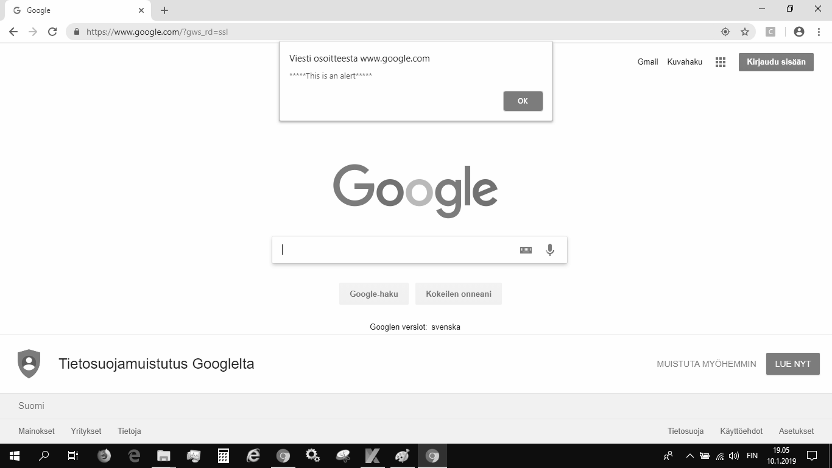 Google
https://www.google.com/?gws_rd=ssl
Viesti osoitteesta www.google.com
*****This is an alert*****
OK
Gmail Kuvahaku Kirjaudu sisään
Google
Google-haku Kokeilen onneani
Googlen versiot: svenska
Tietosuojamuistutus Googlelta MUISTUTA MYÖHEMMIN LUE NYT
Suomi
Mainokset Yritykset Tietoja Tietosuoja Käyttöehdot Asetukset
FIN 19.05
10.1.2019